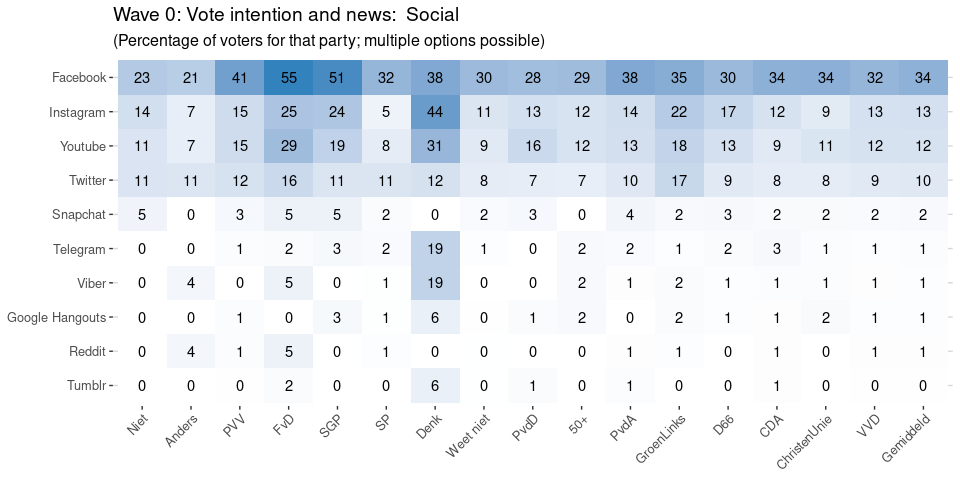 Wave 0: Vote intention and news:  Social
(Percentage of voters for that party; multiple options possible)
Facebook 23 21 41 55 51 32 38 30 28 29 38 35 30 34 34 32 34
Instagram 14 7 15 25 24 5 44 11 13 12 14 22 17 12 9 13 13
Youtube 11 7 15 29 19 8 31 9 16 12 13 18 13 9 11 12 12
Twitter 11 11 12 16 11 11 12 8 7 7 10 17 9 8 8 9 10
Snapchat 5 0 3 5 5 2 0 2 3 0 4 2 3 2 2 2 2
Telegram 0 0 1 2 3 2 19 1 0 2 2 1 2 3 1 1 1
Viber 0 4 0 5 0 1 19 0 0 2 1 2 1 1 1 1 1
Google Hangouts 0 0 1 0 3 1 6 0 1 2 0 2 1 1 2 1 1
Reddit 0 4 1 5 0 1 0 0 0 0 1 1 0 1 0 1 1
Tumblr 0 0 0 2 0 0 6 0 1 0 1 0 0 1 0 0 0
Niet Anders PVV FvD SGP SP Denk Weet niet PvdD 50+ PvdA GroenLinks D66 CDA ChristenUnie VVD Gemiddeld